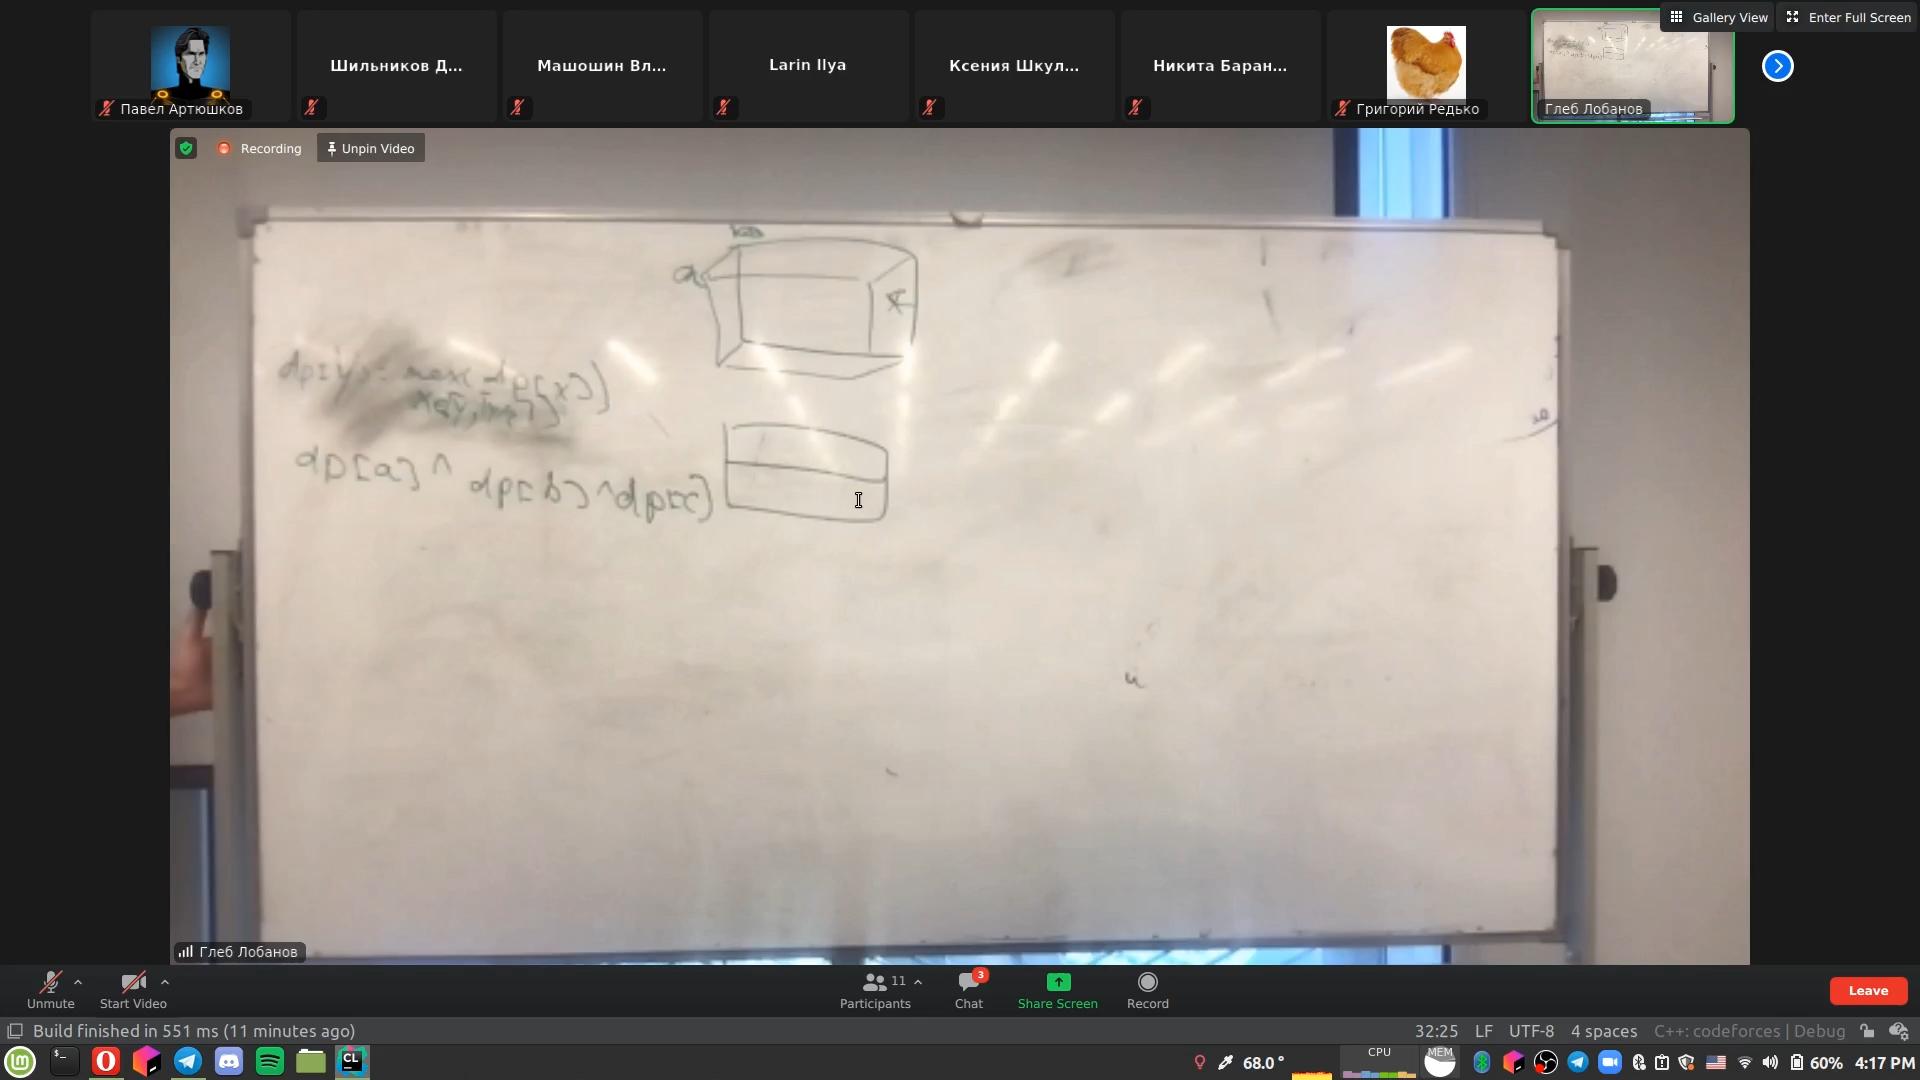 Gallery View Enter Full Screen
Шильников Д... Машошин Вл... Larin Ilya Ксения Шкул... Никита Баран...
Павел Артюшков Григорий Редько Глеб Лобанов
Recording Unpin Video
a
dp[y] = max(dp[x])
dp[a] ^ dp[b] ^ dp[c]
Глеб Лобанов
11 3
Unmute Start Video Participants Chat Share Screen Record Leave
Build finished in 551 ms (11 minutes ago) 32:25 LF UTF-8 4 spaces C++: codeforces | Debug
CL 68.0° CPU MEM 60% 4:17 PM